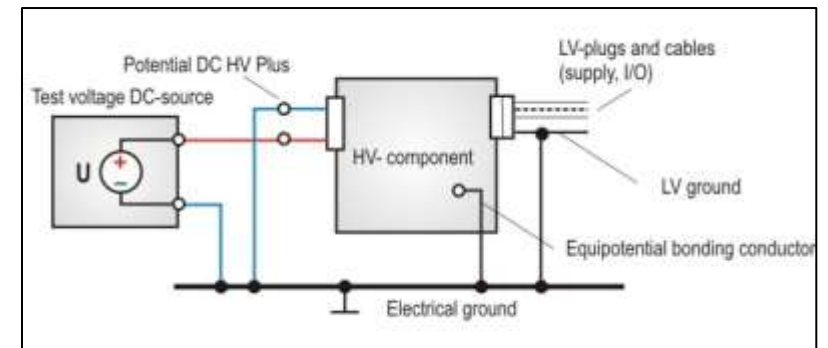 LV-plugs and cables
(supply, I/O)
Potential DC HV Plus
Test voltage DC-source
U
+
−
HV- component
LV ground
Equipotential bonding conductor
Electrical ground